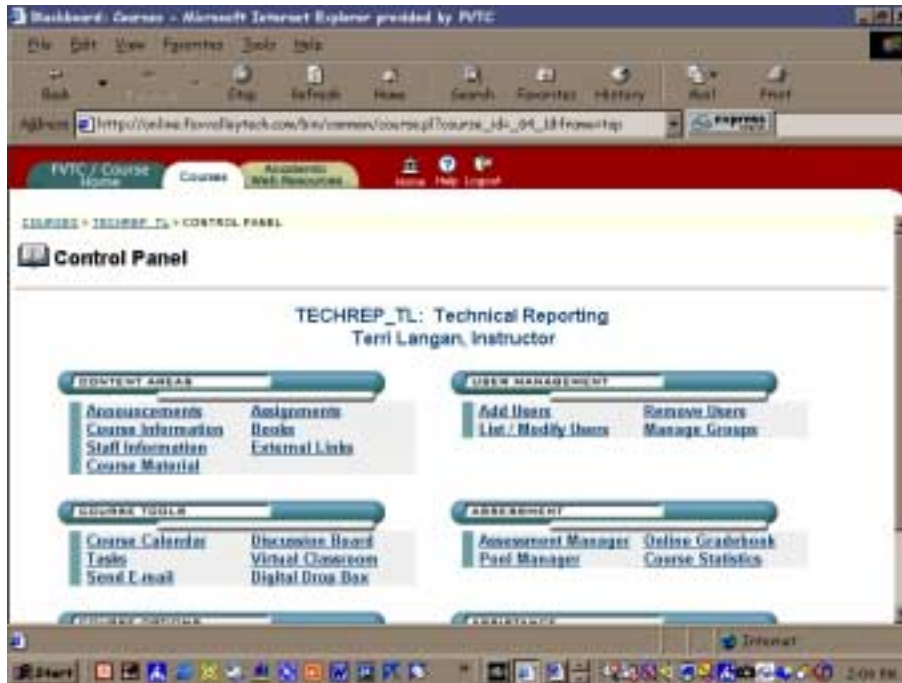 Blackboard: Courses - Microsoft Internet Explorer provided by FVTC
File Edit View Favorites Tools Help
Back Stop Refresh Home Search Favorites History Mail Print
Address
express
FVTC / Course Home
Courses
Academic Web Resources
Home Help Logout
COURSES > TECHREP_TL > CONTROL PANEL
Control Panel
TECHREP_TL: Technical Reporting
Terri Langan, Instructor
CONTENT AREAS
Announcements Assignments
Course Information Books
Staff Information External Links
Course Material
USER MANAGEMENT
Add Users Remove Users
List / Modify Users Manage Groups
COURSE TOOLS
Course Calendar Discussion Board
Tasks Virtual Classroom
Send E-mail Digital Drop Box
ASSESSMENT
Assessment Manager Online Gradebook
Pool Manager Course Statistics
COURSE OPTIONS
ASSISTANCE
Internet
Start